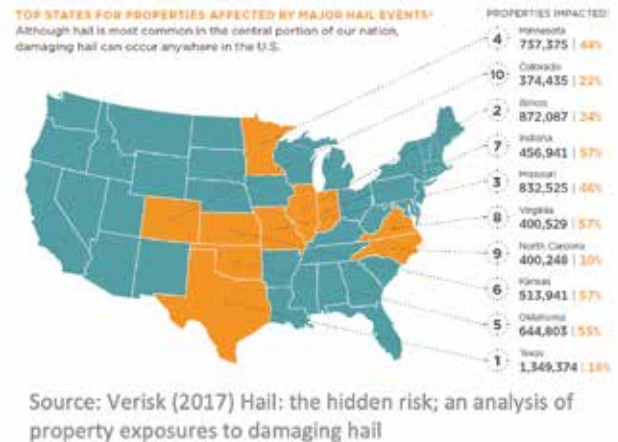 TOP STATES FOR PROPERTIES AFFECTED BY MAJOR HAIL EVENTS
Although hail is most common in the central portion of our nation,
damaging hail can occur anywhere in the U.S.
PROPERTIES IMPACTED
4 Minnesota
737,375 | 44%
10 Colorado
374,435 | 22%
2 Illinois
872,087 | 24%
7 Indiana
456,941 |
3 Missouri
832,525 | 46%
8 Virginia
400,529 |
9 North Carolina
400,248 | 10%
6 Kansas
513,941 | 57%
5 Oklahoma
644,803 |
1 Texas
1,349,374 |
Source: Verisk (2017) Hail: the hidden risk; an analysis of
property exposures to damaging hail